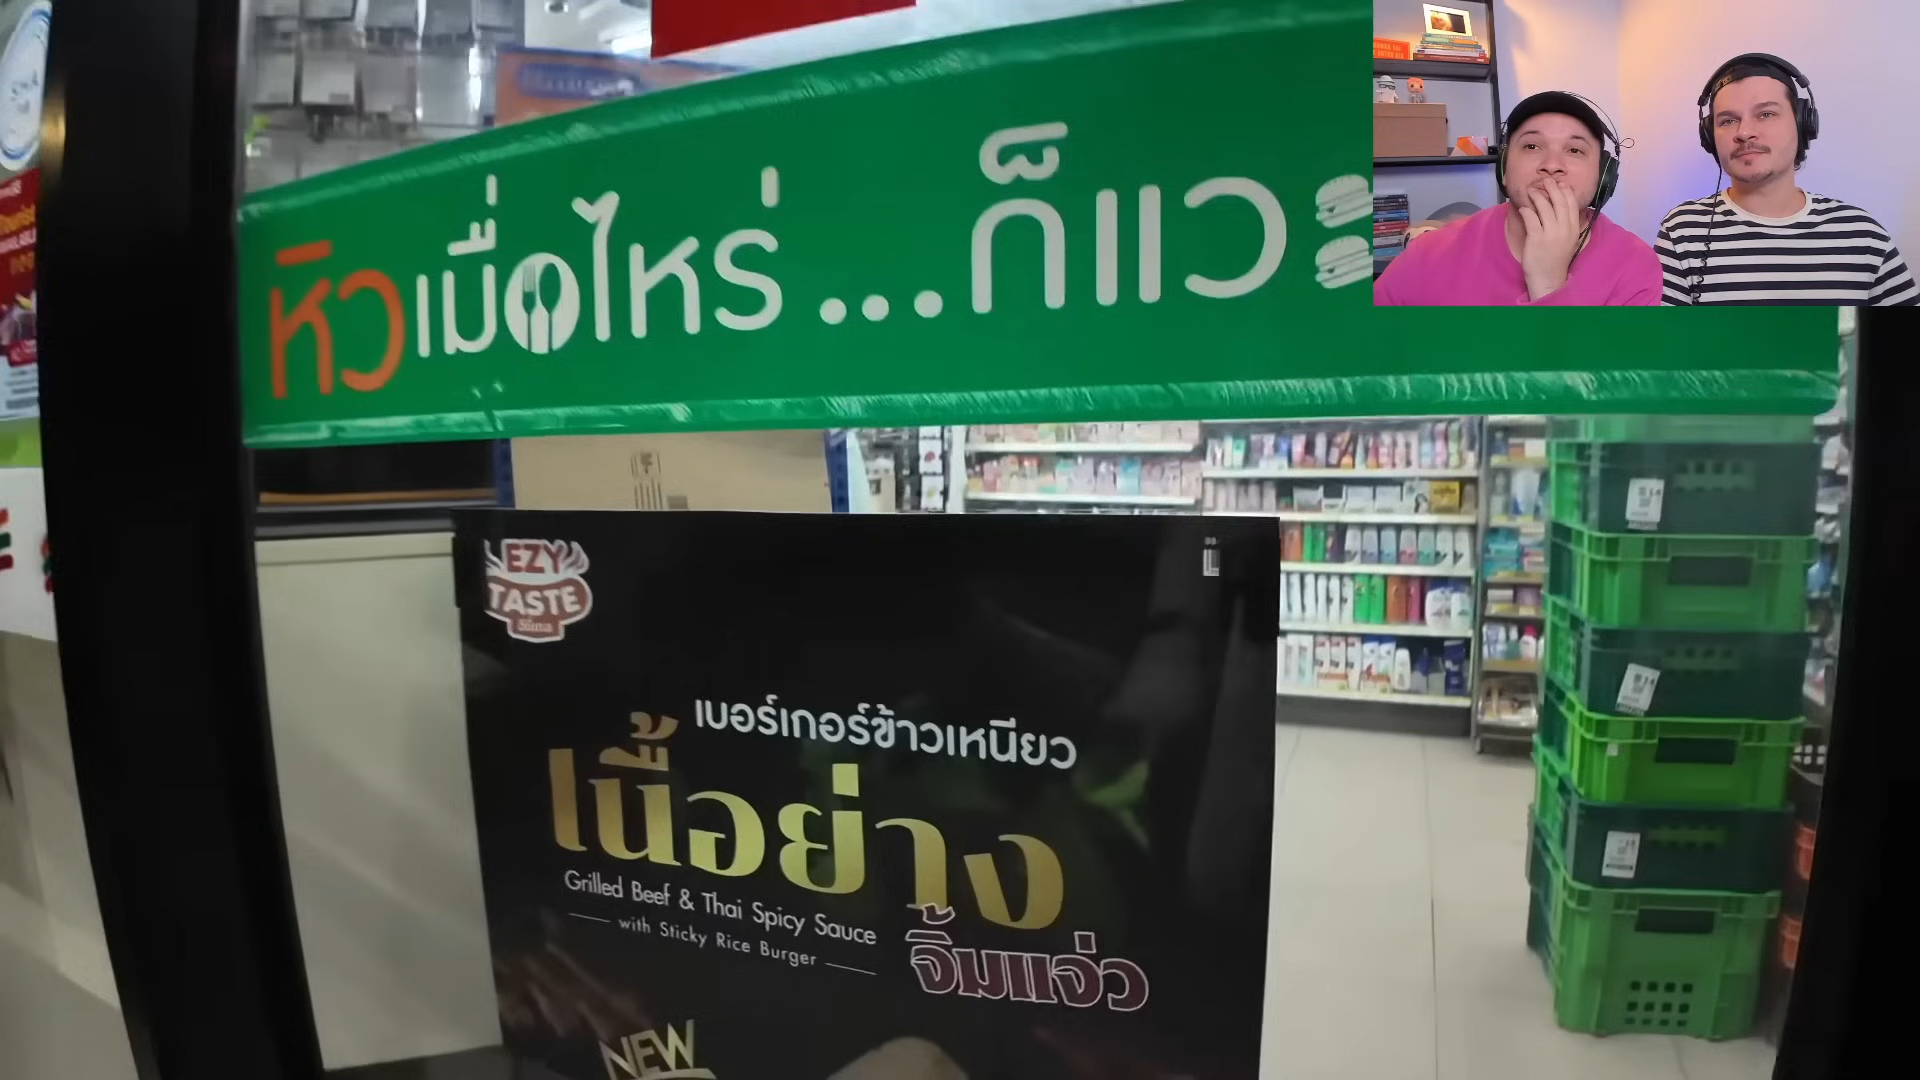 หิวเมื่อไหร่...ก็แวะ
EZY
TASTE
เบอร์เกอร์ข้าวเหนียว
เนื้อย่าง
จิ้มแจ่ว
Grilled Beef & Thai Spicy Sauce
with Sticky Rice Burger
NEW